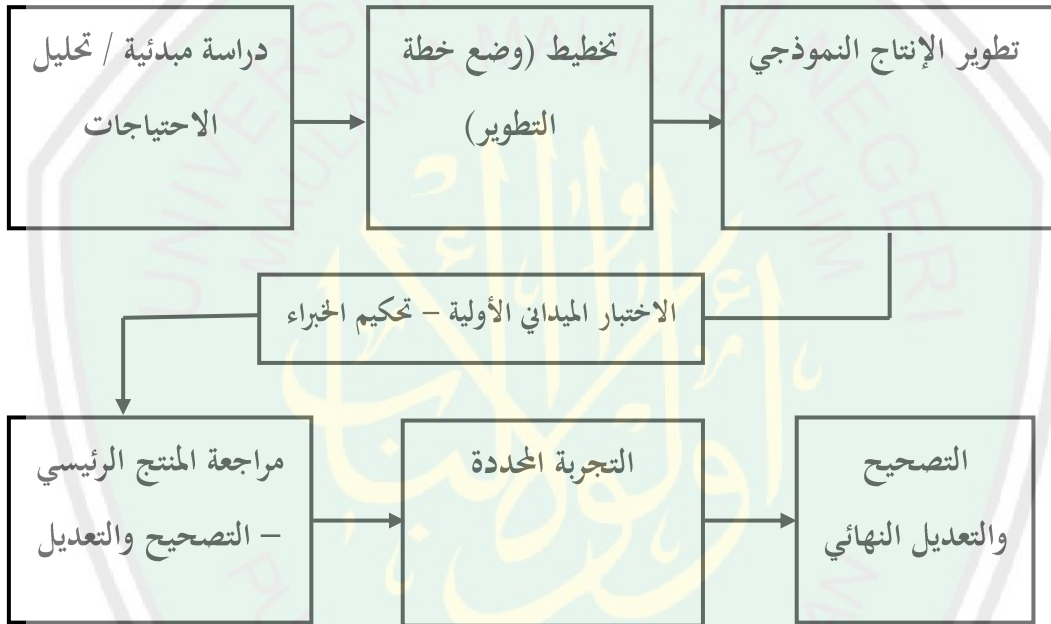 دراسة مبدئية / تحليل
الاحتياجات
تخطيط (وضع خطة
التطوير)
تطوير الإنتاج النموذجي
الاختبار الميداني الأولية – تحكيم الخبراء
مراجعة المنتج الرئيسي
– التصحيح والتعديل
التجربة المحددة
التصحيح
والتعديل النهائي